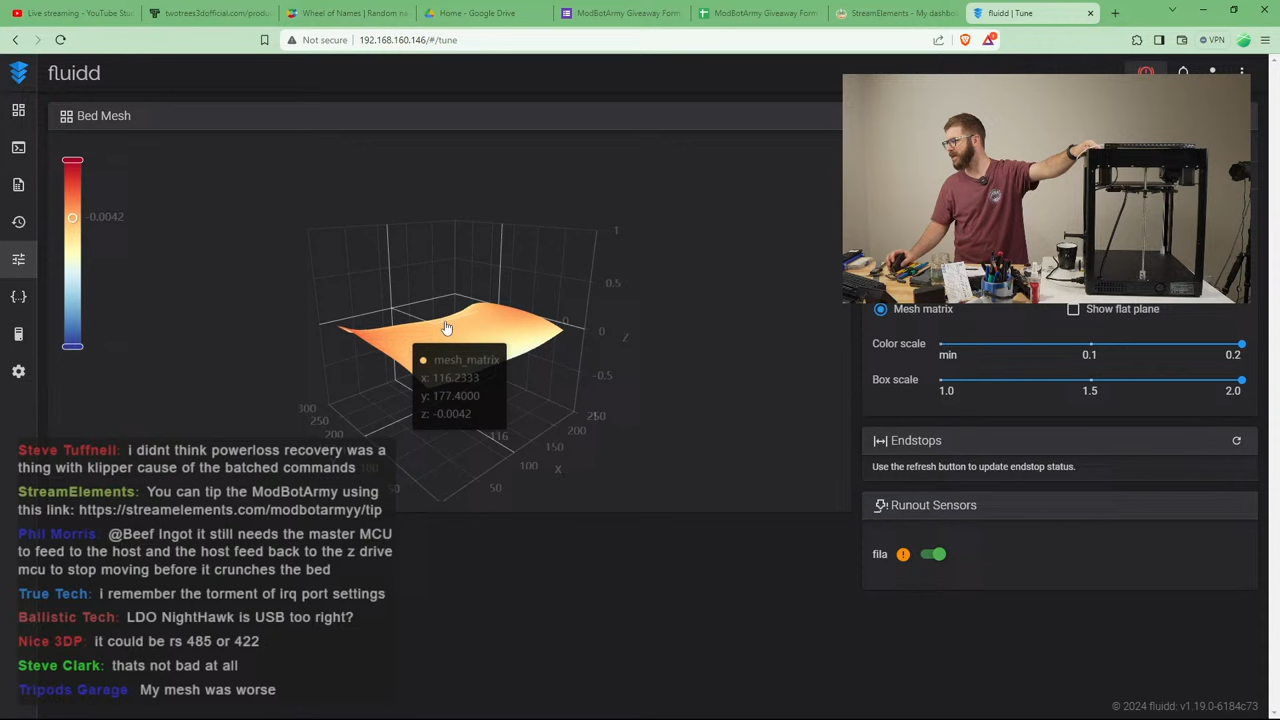 Live streaming - YouTube Stu
twotrees3dofficial.com/produ
Wheel of Names | Random na
Home - Google Drive
ModBotArmy Giveaway Form
ModBotArmy Giveaway Form
StreamElements - My dashbo
fluidd | Tune
Not secure
192.168.160.146/#/tune
VPN
fluidd
Bed Mesh
-0.0042
1
0.5
0
0
Z
-0.5
mesh_matrix
x: 116.2333
y: 177.4000
z: -0.0042
300
250
200
100
50
116
250
200
150
100
50
X
Mesh matrix
Show flat plane
Color scale
min
0.1
0.2
Box scale
1.0
1.5
2.0
Endstops
Use the refresh button to update endstop status.
Runout Sensors
fila
Steve Tuffnell: i didnt think powerloss recovery was a
thing with klipper cause of the batched commands
StreamElements: You can tip the ModBotArmy using
this link: https://streamelements.com/modbotarmyy/tip
Phil Morris: @Beef Ingot it still needs the master MCU
to feed to the host and the host feed back to the z drive
mcu to stop moving before it crunches the bed
True Tech: i remember the torment of irq port settings
Ballistic Tech: LDO NightHawk is USB too right?
Nice 3DP: it could be rs 485 or 422
Steve Clark: thats not bad at all
Tripods Garage: My mesh was worse
© 2024 fluidd: v1.19.0-6184c73